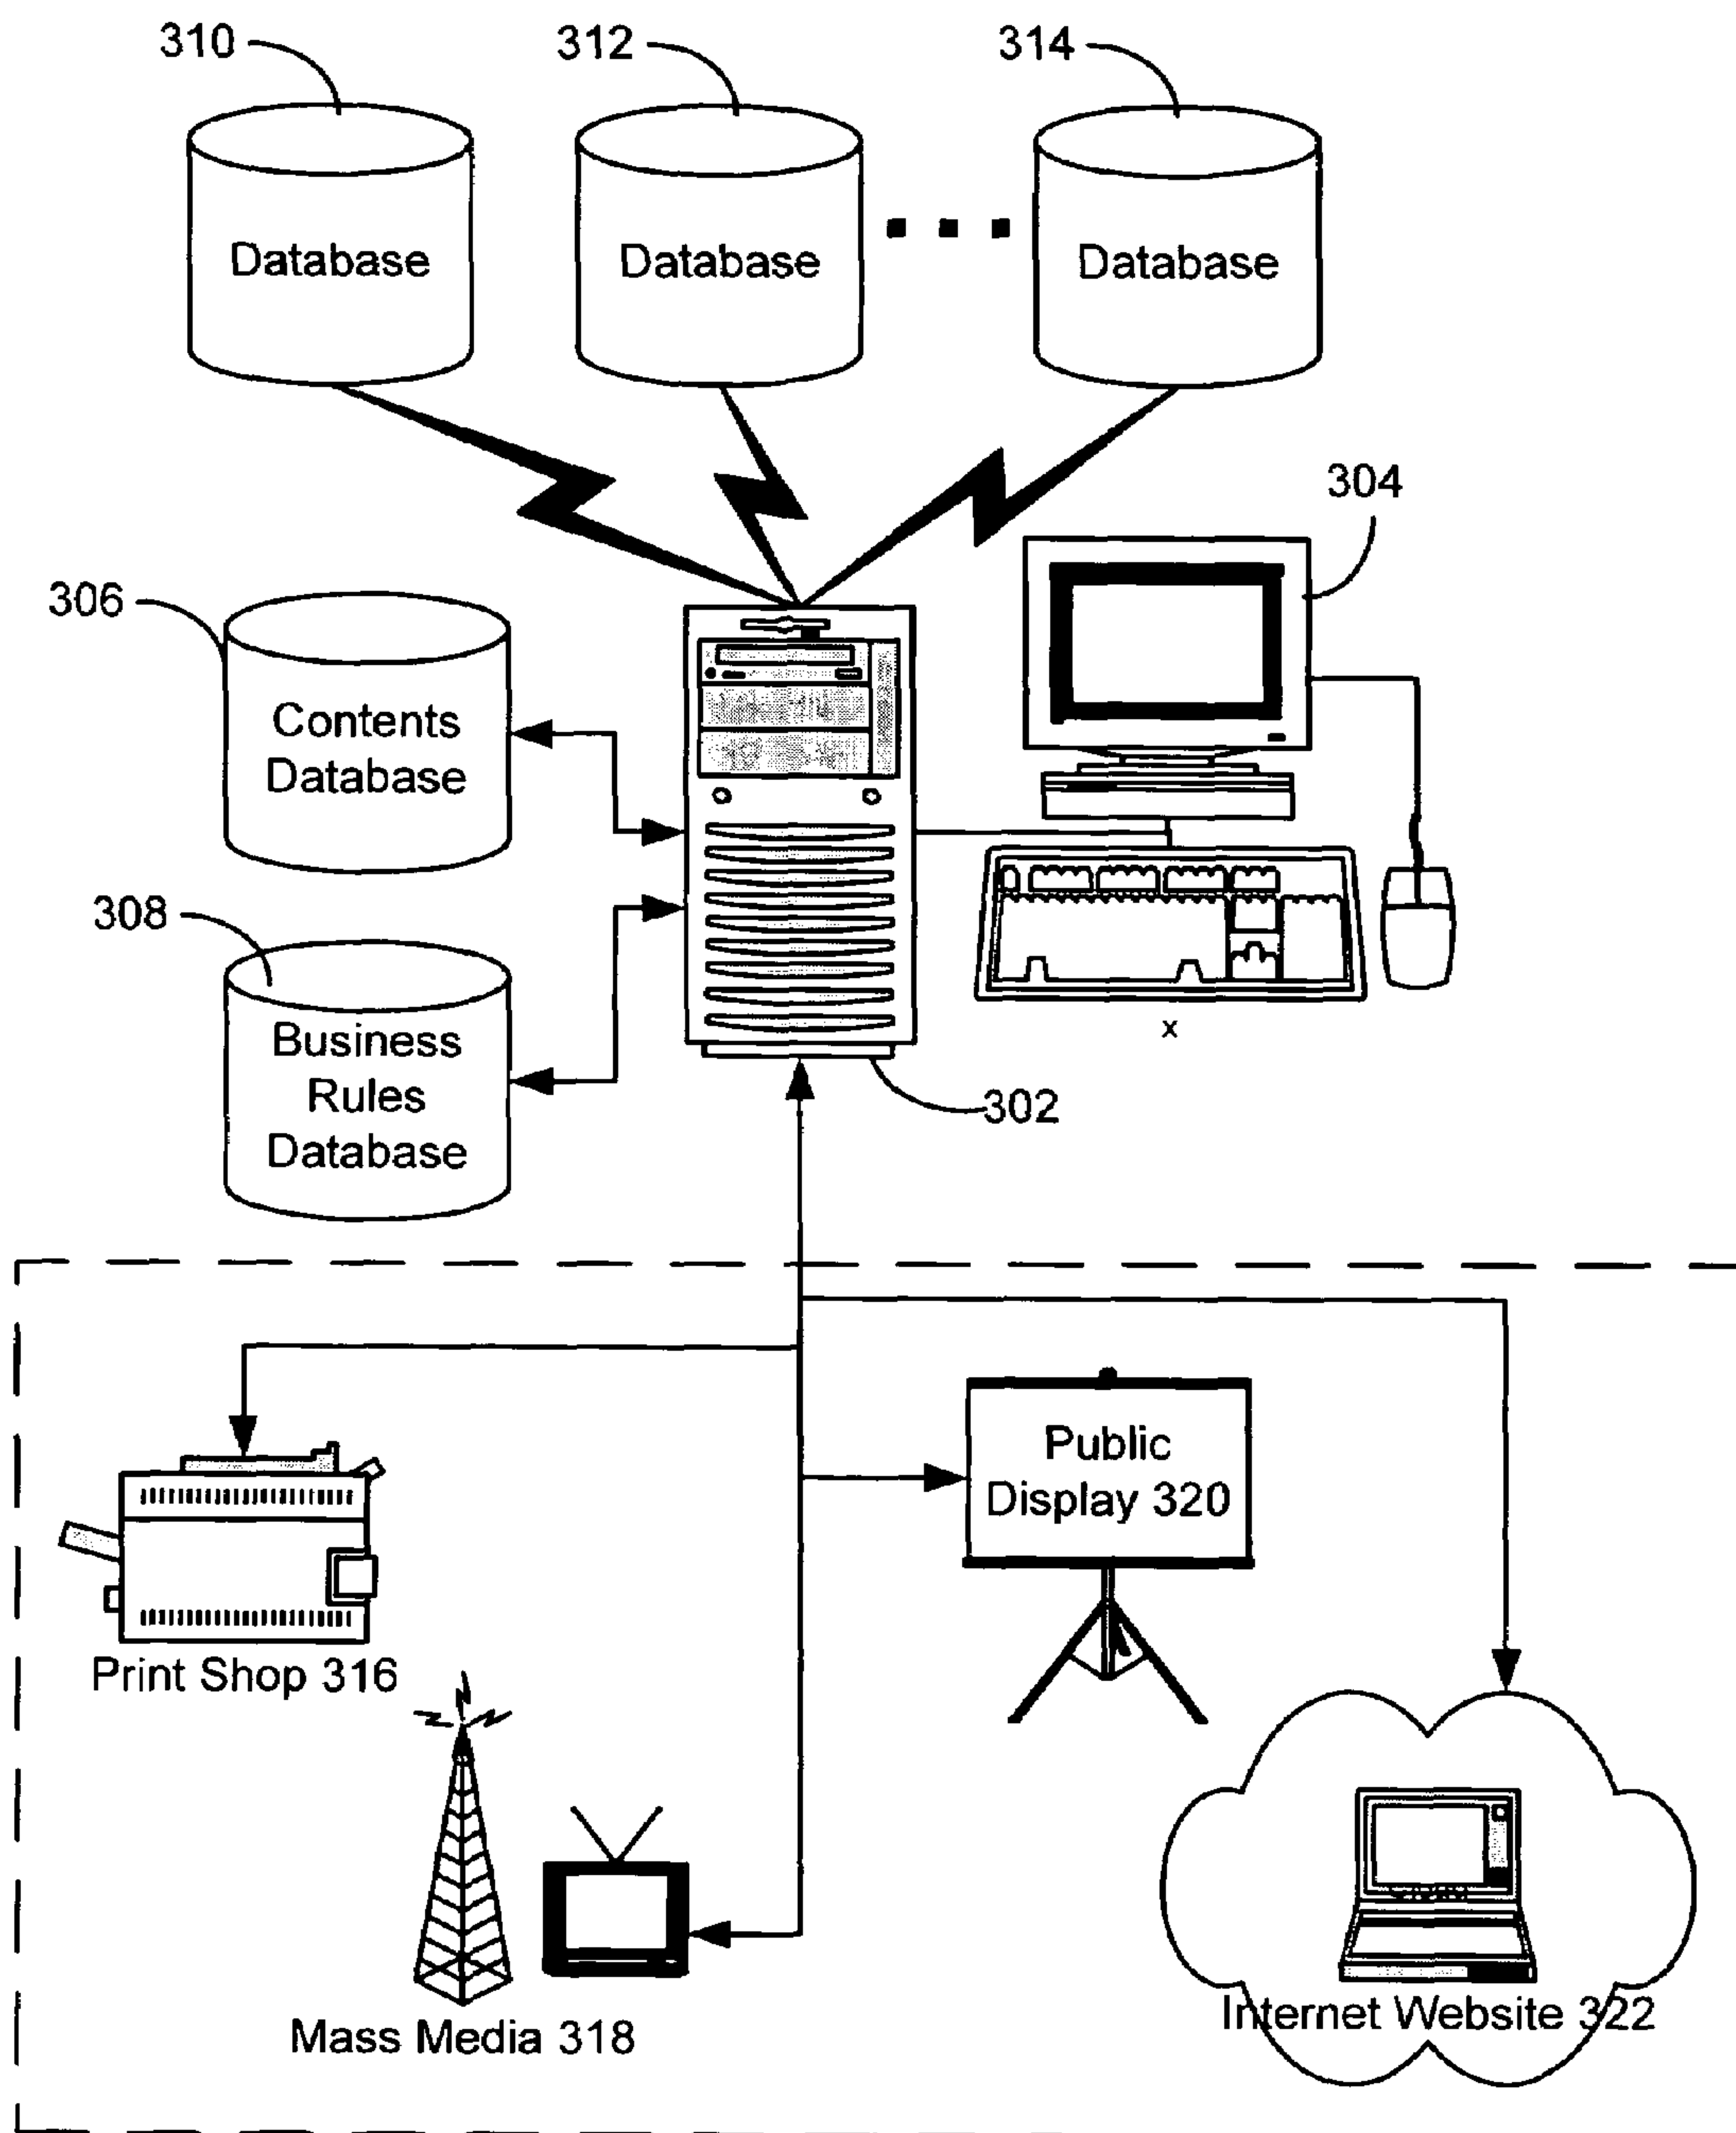 310
312
314
Database
Database
Database
304
306
Contents
Database
308
Business
Rules
Database
x
302
Public
Display 320
Print Shop 316
Mass Media 318
Internet Website 322